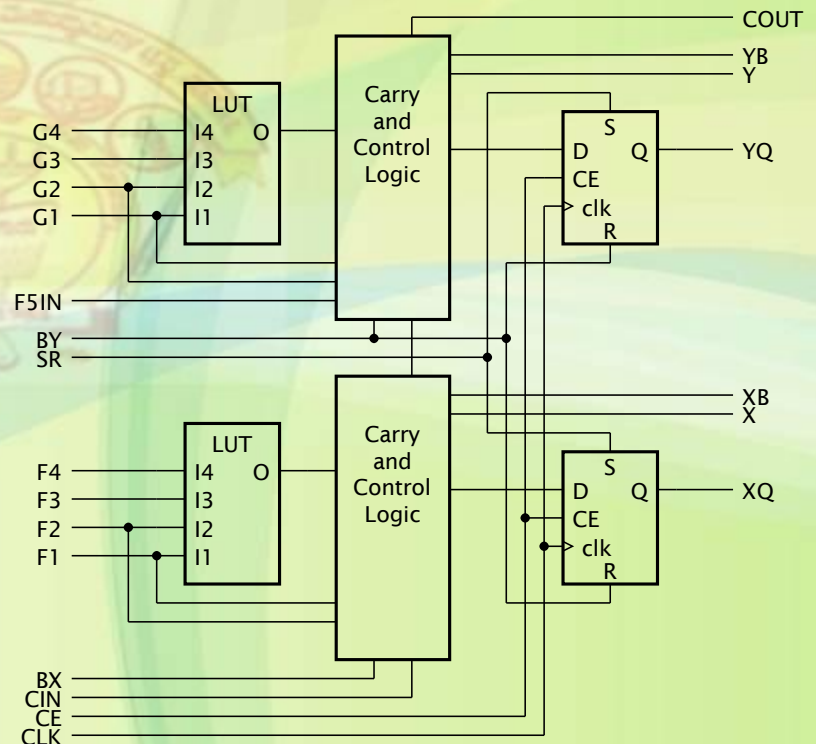 COUT
YB
Y
LUT
G4
G3
G2
G1
I4
I3
I2
I1
O
F5IN
BY
SR
Carry
and
Control
Logic
S
D
Q
CE
clk
R
YQ
LUT
F4
F3
F2
F1
I4
I3
I2
I1
O
Carry
and
Control
Logic
XB
X
S
D
Q
CE
clk
R
XQ
BX
CIN
CE
CLK